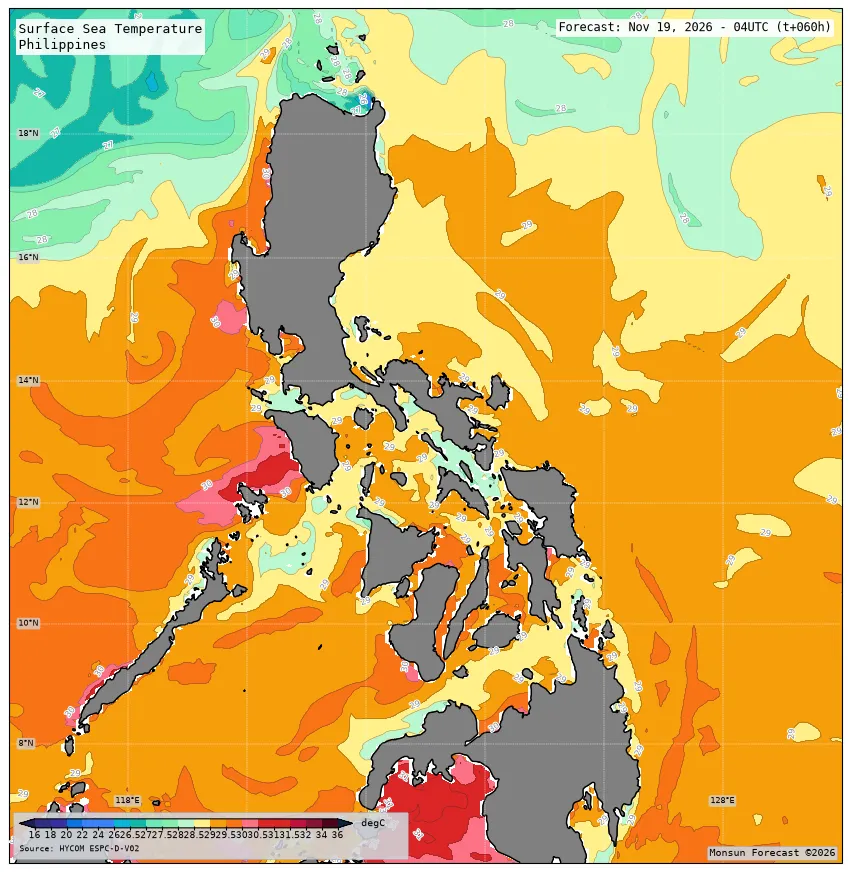 Surface Sea Temperature
Philippines
Forecast: Nov 19, 2026 - 04UTC (t+060h)
18°N
16°N
14°N
12°N
10°N
8°N
118°E
128°E
degC
16 18 20 22 24 26 26.5 27 27.5 28 28.5 29 29.5 30 30.5 31 31.5 32 34 36
Source: HYCOM ESPC-D-V02
Monsun Forecast ©2026